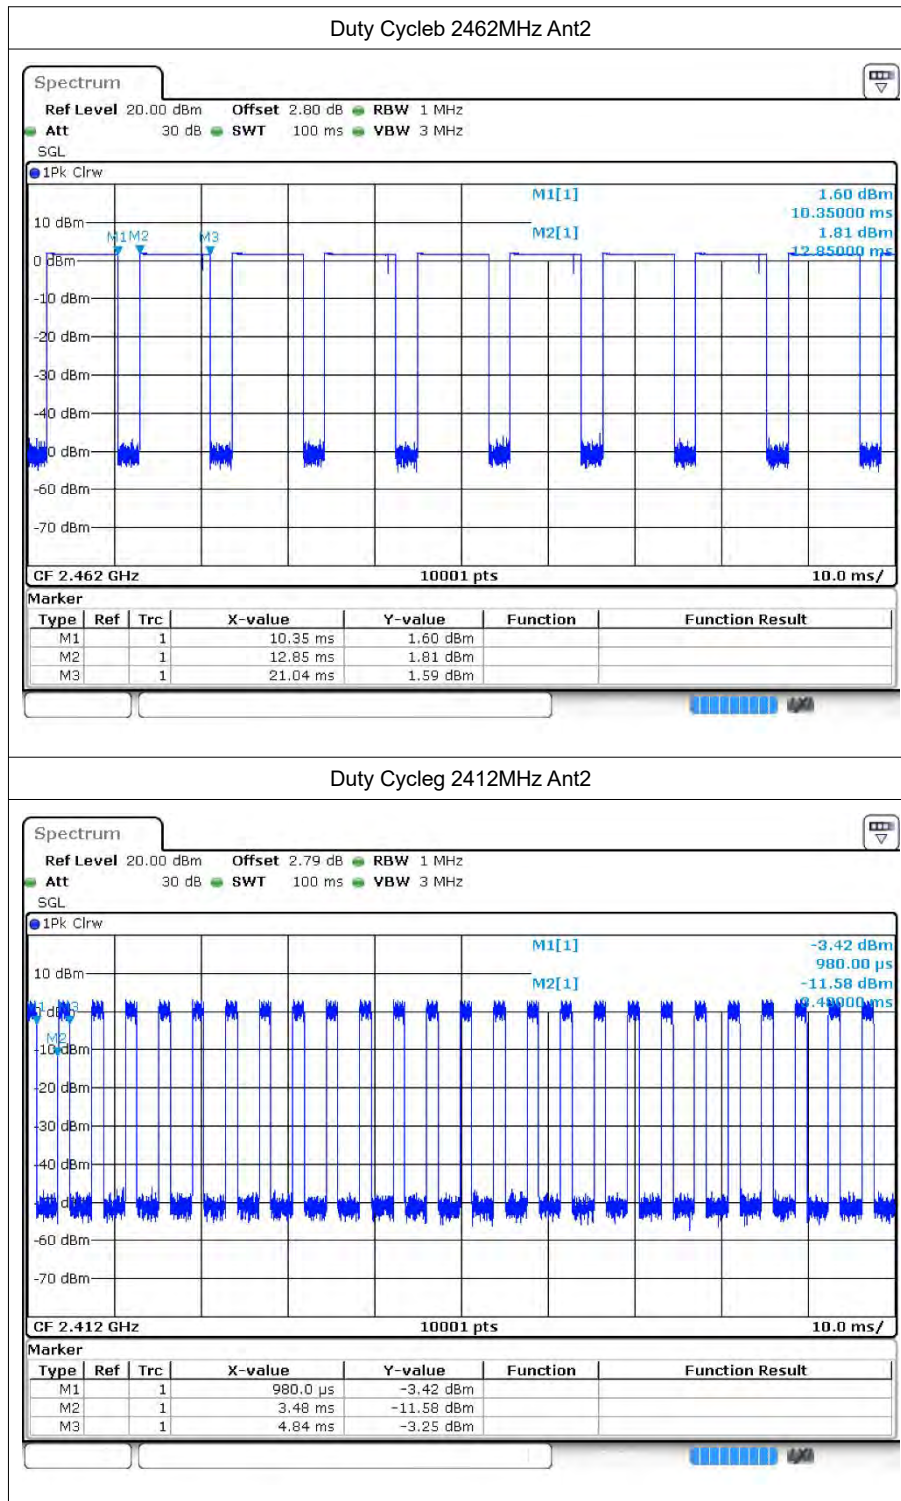 Duty Cycleb 2462MHz Ant2
Spectrum
Ref Level 20.00 dBm Offset 2.80 dB RBW 1 MHz
Att 30 dB SWT 100 ms VBW 3 MHz
SGL
1Pk Clrw
M1[1] 1.60 dBm
10.35000 ms
10 dBm
M2[1] 1.81 dBm
12.85000 ms
M1 M2 M3
0 dBm
-10 dBm
-20 dBm
-30 dBm
-40 dBm
0 dBm
-60 dBm
-70 dBm
CF 2.462 GHz 10001 pts 10.0 ms/
Marker
Type Ref Trc X-value Y-value Function Function Result
M1 1 10.35 ms 1.60 dBm
M2 1 12.85 ms 1.81 dBm
M3 1 21.04 ms 1.59 dBm
Duty Cycleg 2412MHz Ant2
Spectrum
Ref Level 20.00 dBm Offset 2.79 dB RBW 1 MHz
Att 30 dB SWT 100 ms VBW 3 MHz
SGL
1Pk Clrw
M1[1] -3.42 dBm
980.00 µs
10 dBm
M2[1] -11.58 dBm
M2
-10 dBm
-20 dBm
-30 dBm
-40 dBm
-60 dBm
-70 dBm
CF 2.412 GHz 10001 pts 10.0 ms/
Marker
Type Ref Trc X-value Y-value Function Function Result
M1 1 980.0 µs -3.42 dBm
M2 1 3.48 ms -11.58 dBm
M3 1 4.84 ms -3.25 dBm